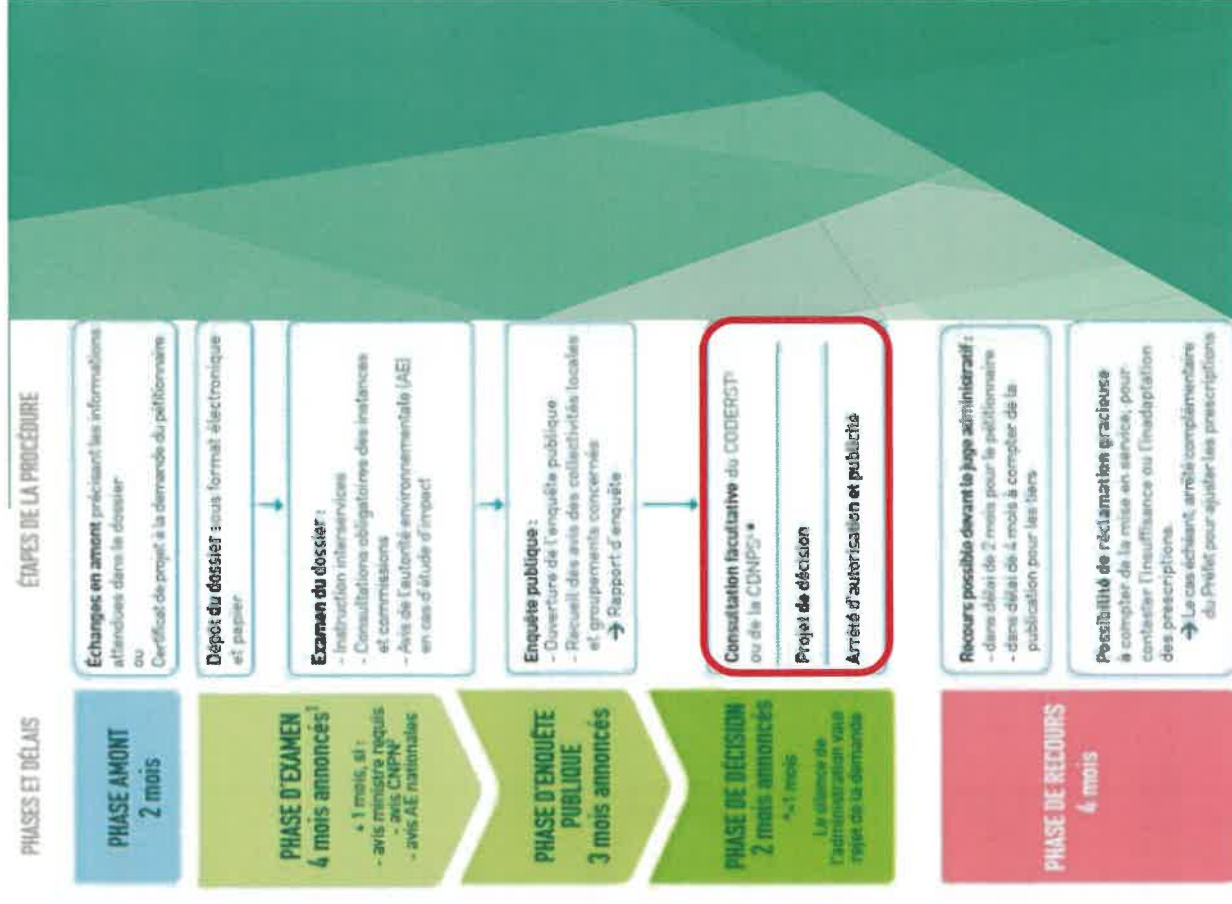 PHASES ET DÉLAIS
ÉTAPES DE LA PROCÉDURE
PHASE AMONT
2 mois
Échanges en amont précisant les informations
attendues dans le dossier
ou
Certificat de projet à la demande du pétitionnaire
PHASE D'EXAMEN
4 mois annoncés¹
+ 1 mois, si :
- avis ministre requis
- avis CNPN²
- avis AE nationales
Dépôt du dossier : sous format électronique
et papier
Examen du dossier :
- Instruction interservices
- Consultations obligatoires des instances
et commissions
- Avis de l'autorité environnementale (AE)
en cas d'étude d'impact
PHASE D'ENQUÊTE
PUBLIQUE
3 mois annoncés
Enquête publique :
- Ouverture de l'enquête publique
- Recueil des avis des collectivités locales
et groupements concernés
→ Rapport d'enquête
PHASE DE DÉCISION
2 mois annoncés
*+1 mois
Le silence de
l'administration vaut
rejet de la demande
Consultation facultative du CODERST³
ou de la CDNPS⁴*
Projet de décision
Arrêté d'autorisation et publicité
PHASE DE RECOURS
4 mois
Recours possible devant le juge administratif :
- dans délai de 2 mois pour le pétitionnaire
- dans délai de 4 mois à compter de la
publication pour les tiers
Possibilité de réclamation gracieuse
à compter de la mise en service, pour
contester l'insuffisance ou l'inadaptation
des prescriptions.
→ Le cas échéant, arrêté complémentaire
du Préfet pour ajuster les prescriptions